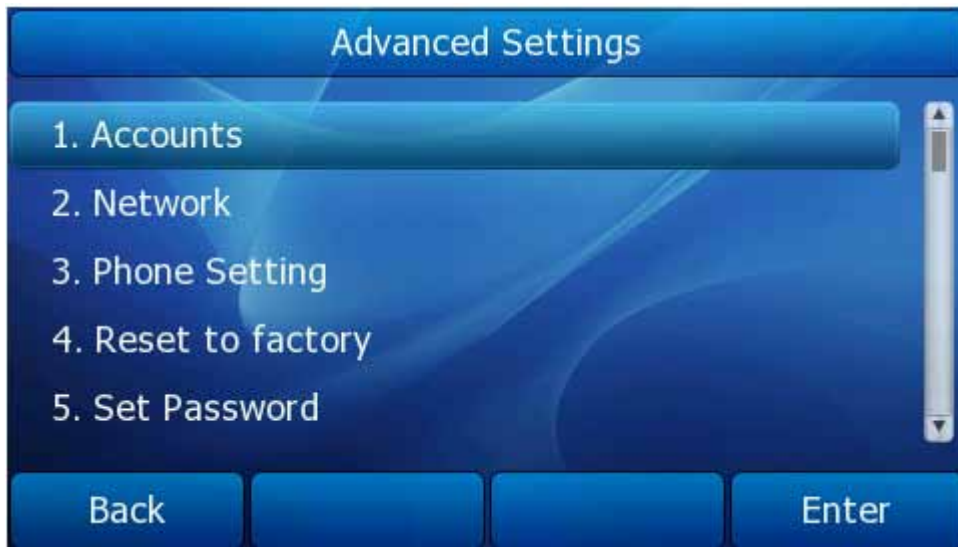 Advanced Settings
1. Accounts
2. Network
3. Phone Setting
4. Reset to factory
5. Set Password
Back
Enter